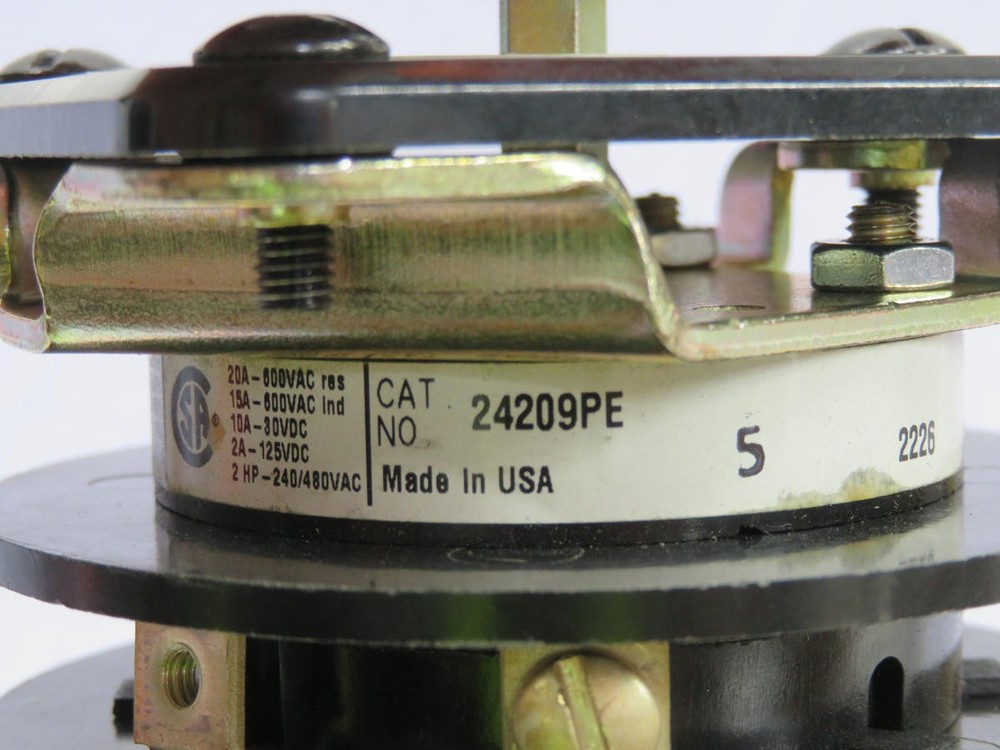 SA
20A-600VAC res
15A-600VAC Ind
10A-30VDC
2A-125VDC
2 HP-240/480VAC
CAT
NO
24209PE
Made In USA
5
2226